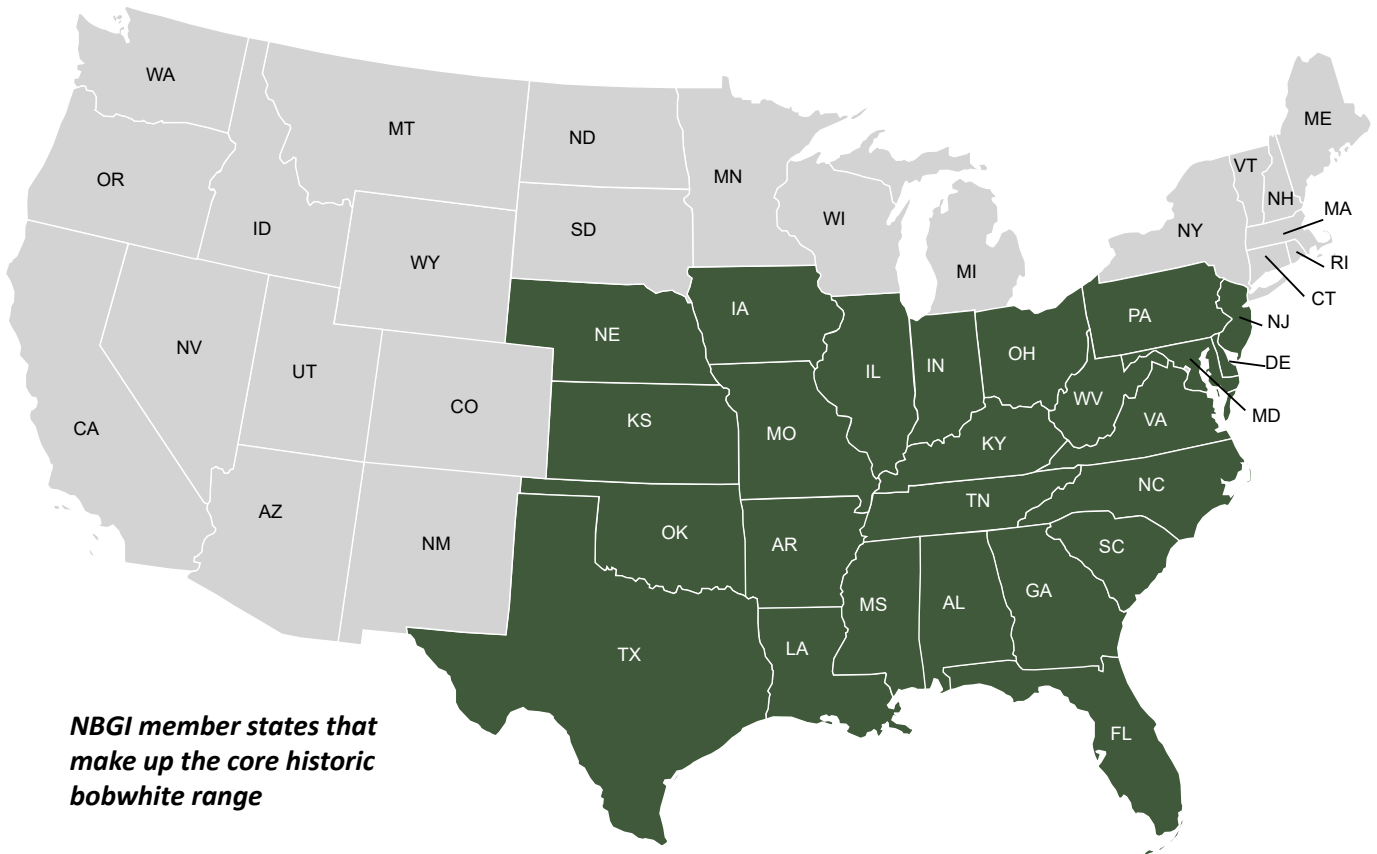 WA
MT
ND
MN
ME
VT
NH
MA
OR
ID
SD
WI
NY
WY
MI
RI
CT
NE
IA
PA
NJ
NV
UT
IL
IN
OH
DE
CO
WV
MD
CA
KS
MO
KY
VA
AZ
NM
OK
AR
TN
NC
SC
MS
AL
GA
TX
LA
FL
NBGI member states that
make up the core historic
bobwhite range